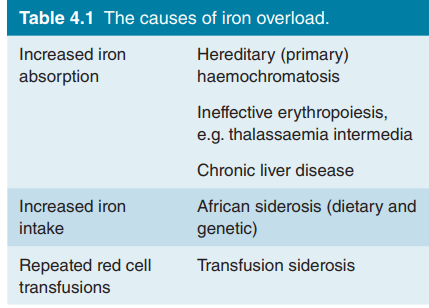 Table 4.1 The causes of iron overload.
Increased iron
absorption
Hereditary (primary)
haemochromatosis
Ineffective erythropoiesis,
e.g. thalassaemia intermedia
Chronic liver disease
Increased iron
intake
African siderosis (dietary and
genetic)
Repeated red cell
transfusions
Transfusion siderosis